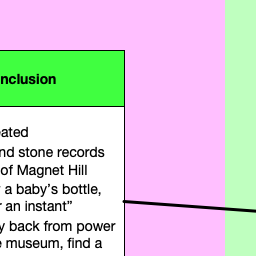 nclusion
eated
nd stone records
of Magnet Hill
a baby's bottle,
r an instant”
y back from power
e museum, find a